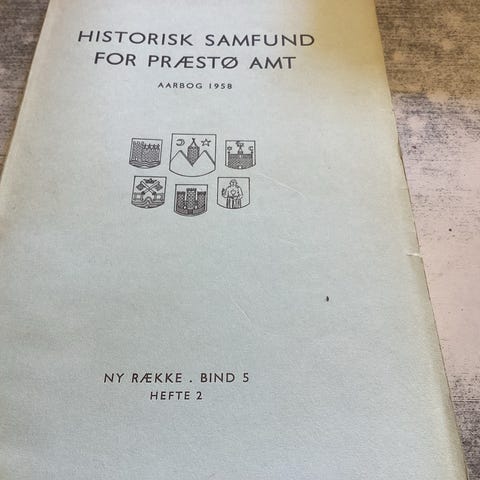 HISTORISK SAMFUND
FOR PRÆSTØ AMT
AARBOG 1958
NY RÆKKE . BIND 5
HEFTE 2